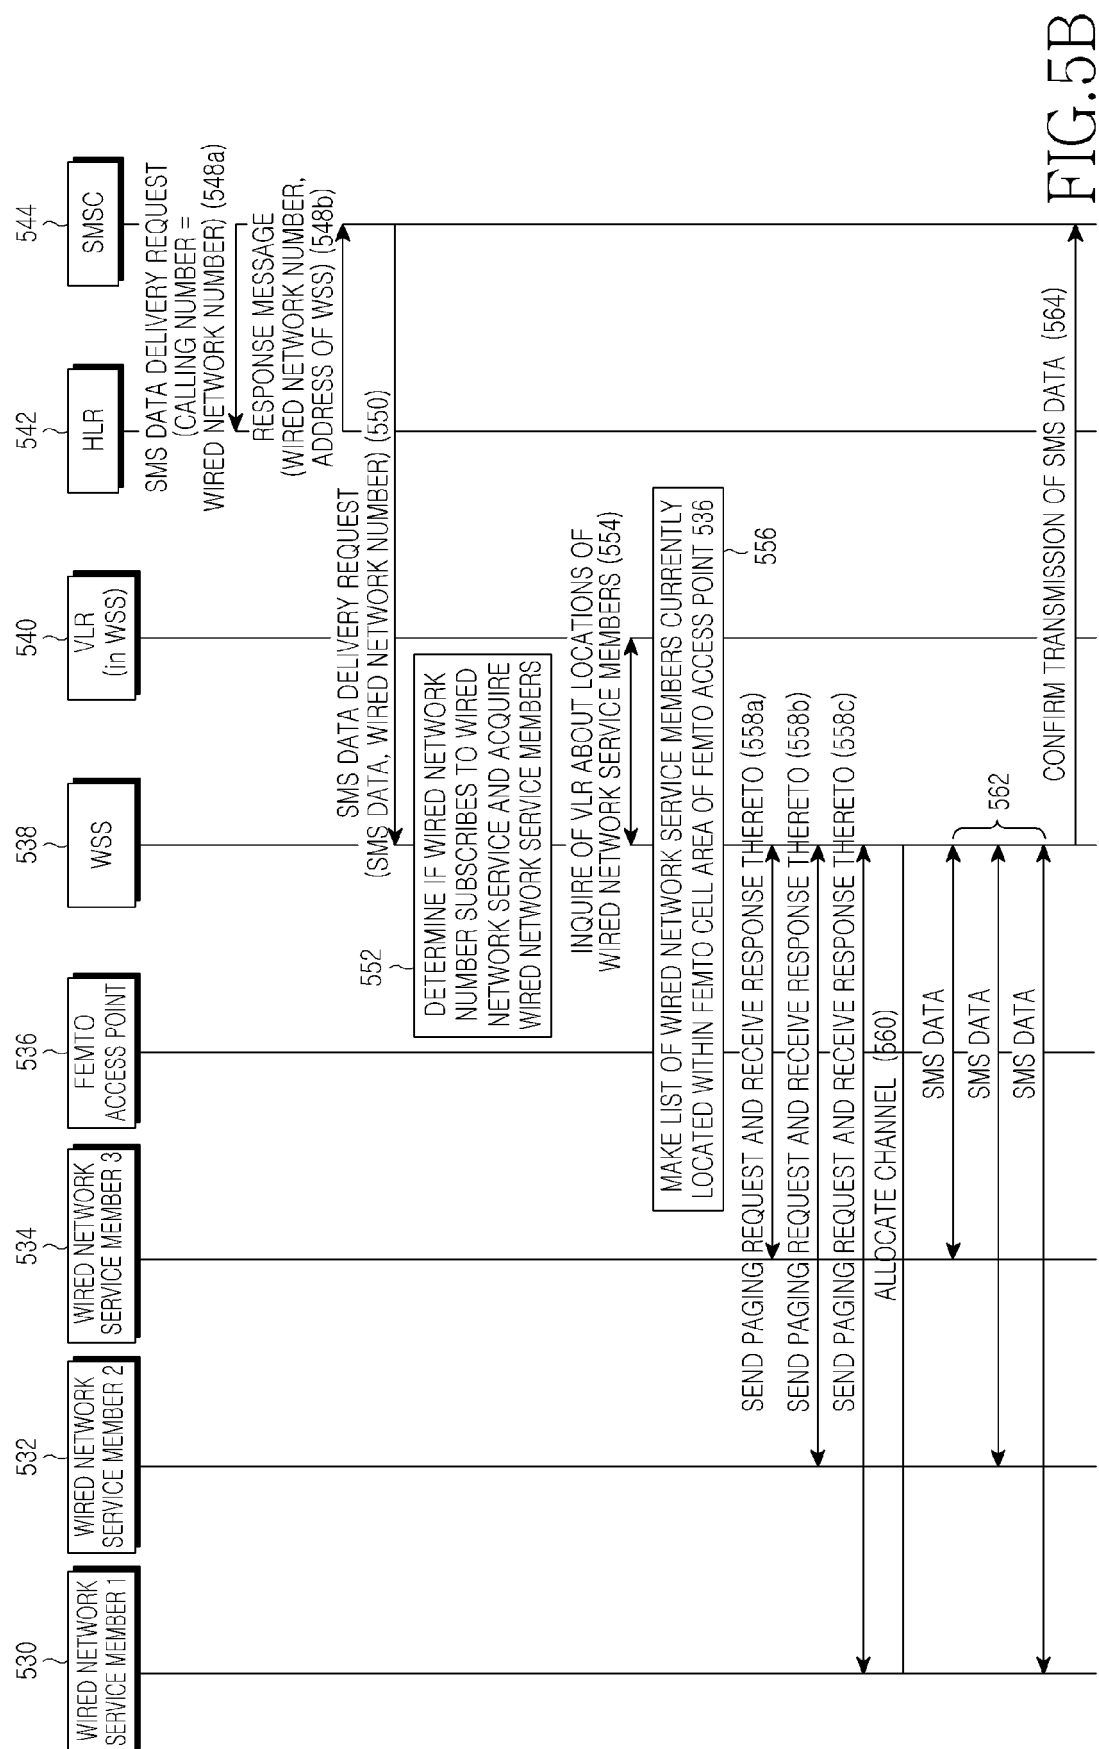 530
WIRED NETWORK
SERVICE MEMBER 1
532
WIRED NETWORK
SERVICE MEMBER 2
534
WIRED NETWORK
SERVICE MEMBER 3
536
FEMTO
ACCESS POINT
538
WSS
540
VLR
(in WSS)
542
HLR
544
SMSC
SMS DATA DELIVERY REQUEST
(CALLING NUMBER =
WIRED NETWORK NUMBER) (548a)
RESPONSE MESSAGE
(WIRED NETWORK NUMBER,
ADDRESS OF WSS) (548b)
SMS DATA DELIVERY REQUEST
(SMS DATA, WIRED NETWORK NUMBER) (550)
552
DETERMINE IF WIRED NETWORK
NUMBER SUBSCRIBES TO WIRED
NETWORK SERVICE AND ACQUIRE
WIRED NETWORK SERVICE MEMBERS
INQUIRE OF VLR ABOUT LOCATIONS OF
WIRED NETWORK SERVICE MEMBERS (554)
MAKE LIST OF WIRED NETWORK SERVICE MEMBERS CURRENTLY
LOCATED WITHIN FEMTO CELL AREA OF FEMTO ACCESS POINT 536
556
SEND PAGING REQUEST AND RECEIVE RESPONSE THERETO (558a)
SEND PAGING REQUEST AND RECEIVE RESPONSE THERETO (558b)
SEND PAGING REQUEST AND RECEIVE RESPONSE THERETO (558c)
ALLOCATE CHANNEL (560)
SMS DATA
SMS DATA
SMS DATA
562
CONFIRM TRANSMISSION OF SMS DATA (564)
FIG.5B